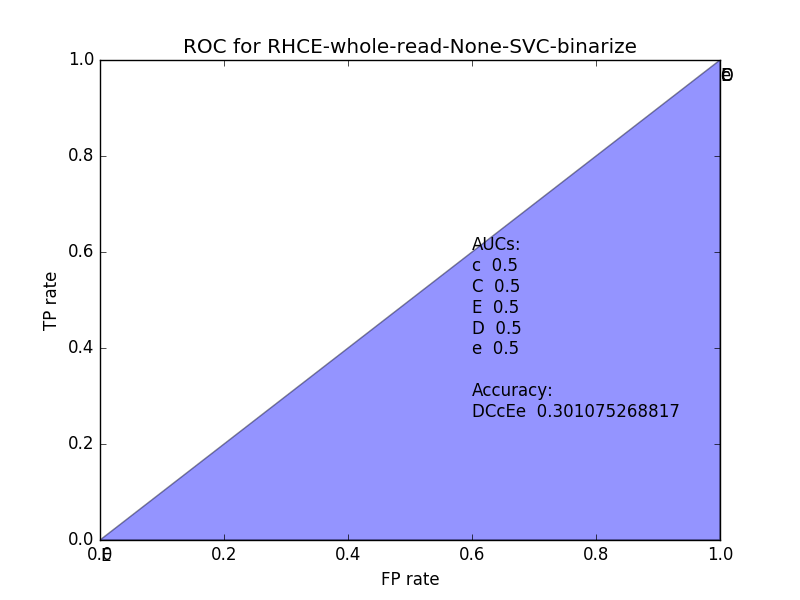 ROC for RHCE-whole-read-None-SVC-binarize
1.0
0.8
0.6
0.4
0.2
0.0
TP rate
AUCs:
c 0.5
C 0.5
E 0.5
D 0.5
e 0.5
Accuracy:
DCcEe 0.301075268817
0.0
0.2
0.4
0.6
0.8
1.0
E
FP rate